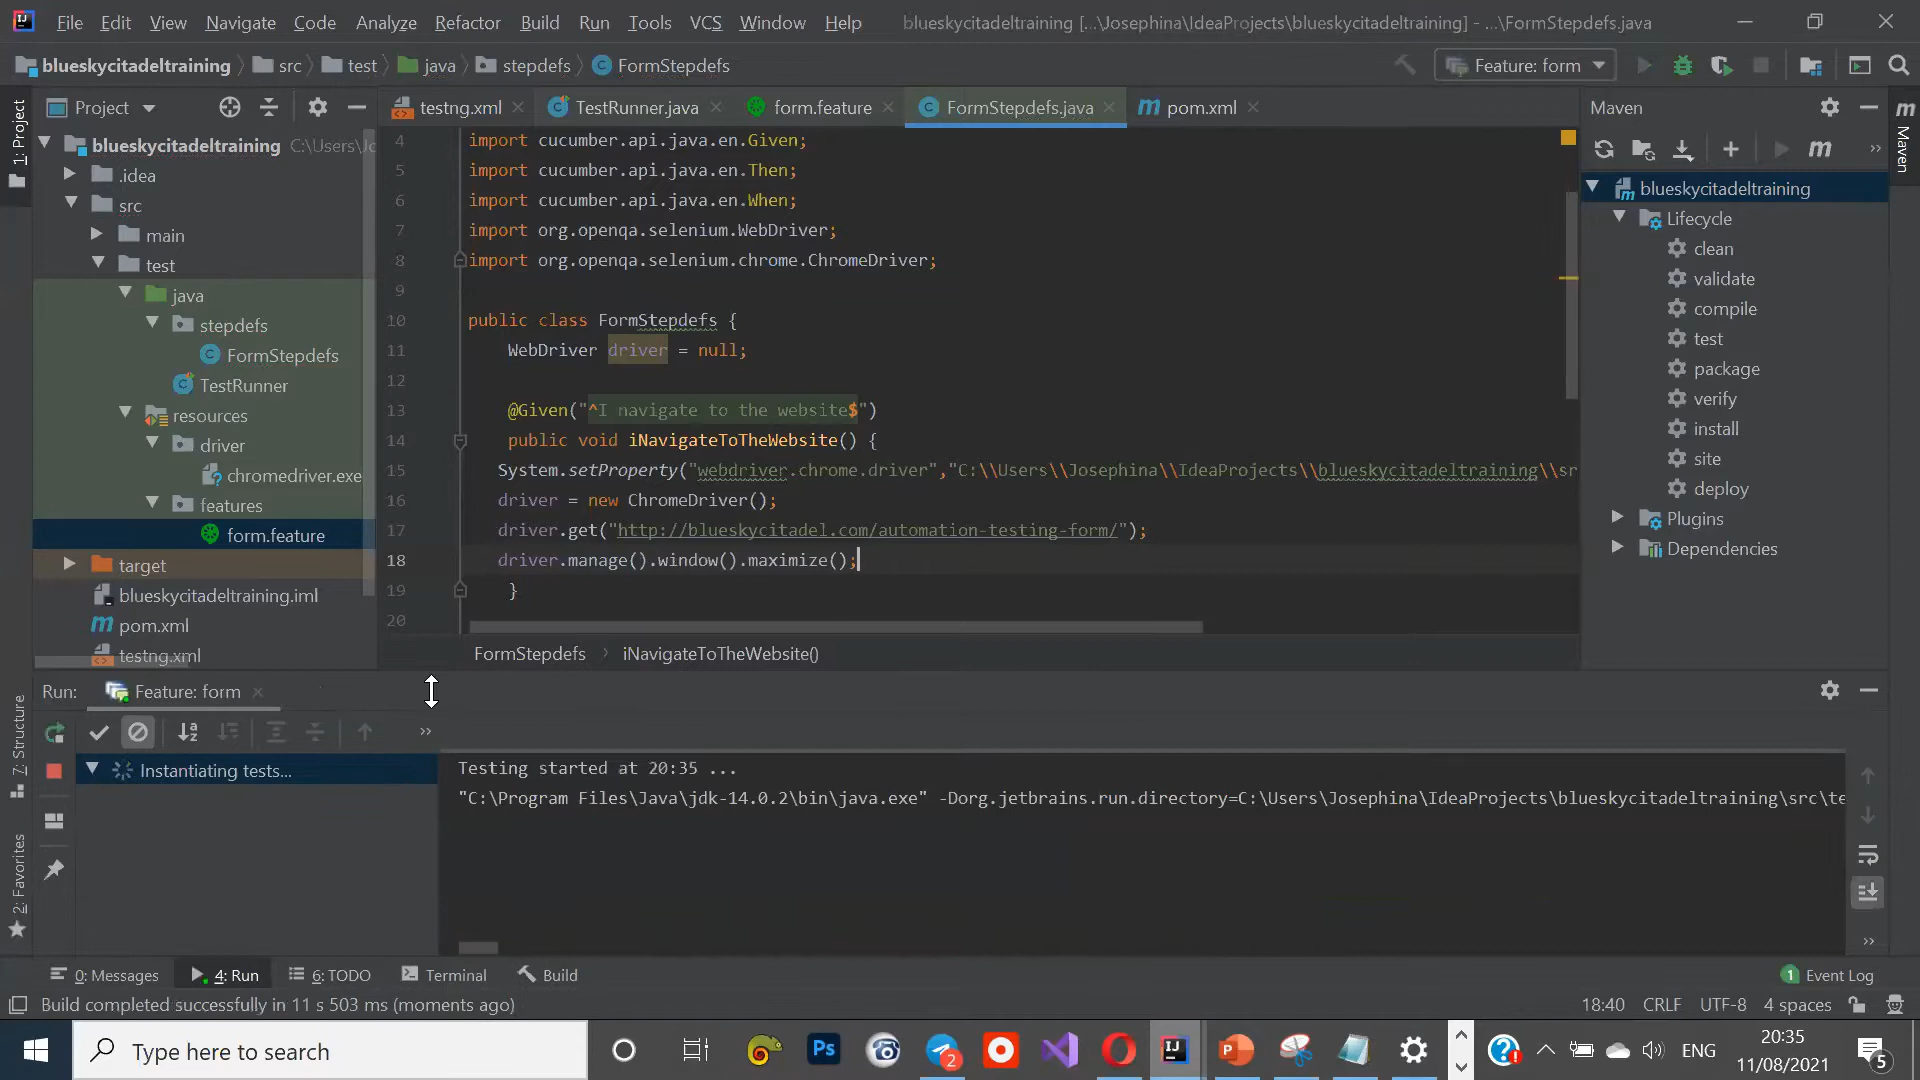 File Edit View Navigate Code Analyze Refactor Build Run Tools VCS Window Help blueskycitadeltraining [...\Josephina\IdeaProjects\blueskycitadeltraining] - ...\FormStepdefs.java
blueskycitadeltraining src test java stepdefs FormStepdefs Feature: form
1: Project
Project
testng.xml TestRunner.java form.feature FormStepdefs.java pom.xml
Maven
Maven
blueskycitadeltraining C:\Users\Jo
.idea
src
main
test
java
stepdefs
FormStepdefs
TestRunner
resources
driver
chromedriver.exe
features
form.feature
target
blueskycitadeltraining.iml
pom.xml
testng.xml
4 import cucumber.api.java.en.Given;
5 import cucumber.api.java.en.Then;
6 import cucumber.api.java.en.When;
7 import org.openqa.selenium.WebDriver;
8 import org.openqa.selenium.chrome.ChromeDriver;
9
10 public class FormStepdefs {
11 WebDriver driver = null;
12
13 @Given("^I navigate to the website$")
14 public void iNavigateToTheWebsite() {
15 System.setProperty("webdriver.chrome.driver","C:\\Users\\Josephina\\IdeaProjects\\blueskycitadeltraining\\sr
16 driver = new ChromeDriver();
17 driver.get("http://blueskycitadel.com/automation-testing-form/");
18 driver.manage().window().maximize();
19 }
20
FormStepdefs iNavigateToTheWebsite()
blueskycitadeltraining
Lifecycle
clean
validate
compile
test
package
verify
install
site
deploy
Plugins
Dependencies
Run: Feature: form
7: Structure
2: Favorites
Instantiating tests...
Testing started at 20:35 ...
"C:\Program Files\Java\jdk-14.0.2\bin\java.exe" -Dorg.jetbrains.run.directory=C:\Users\Josephina\IdeaProjects\blueskycitadeltraining\src\te
0: Messages 4: Run 6: TODO Terminal Build 1 Event Log
Build completed successfully in 11 s 503 ms (moments ago) 18:40 CRLF UTF-8 4 spaces
Type here to search
Ps
2
IJ
P
ENG
20:35
11/08/2021
5